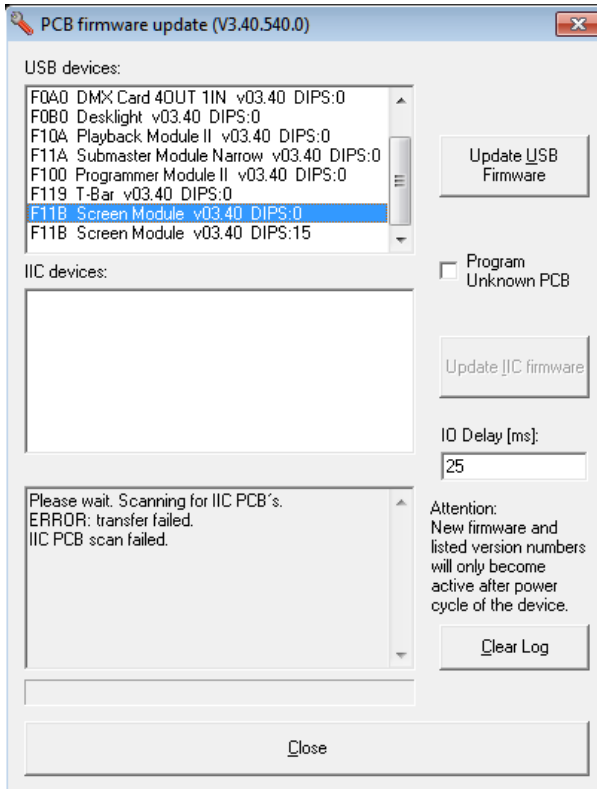 PCB firmware update (V3.40.540.0)
USB devices:
F0A0 DMX Card 4OUT 1IN v03.40 DIPS:0
F0B0 Desklight v03.40 DIPS:0
F10A Playback Module II v03.40 DIPS:0
F11A Submaster Module Narrow v03.40 DIPS:0
F100 Programmer Module II v03.40 DIPS:0
F119 T-Bar v03.40 DIPS:0
F11B Screen Module v03.40 DIPS:0
F11B Screen Module v03.40 DIPS:15
Update USB
Firmware
Program
Unknown PCB
IIC devices:
Update IIC firmware
IO Delay [ms]:
25
Please wait. Scanning for IIC PCB´s.
ERROR: transfer failed.
IIC PCB scan failed.
Attention:
New firmware and
listed version numbers
will only become
active after power
cycle of the device.
Clear Log
Close